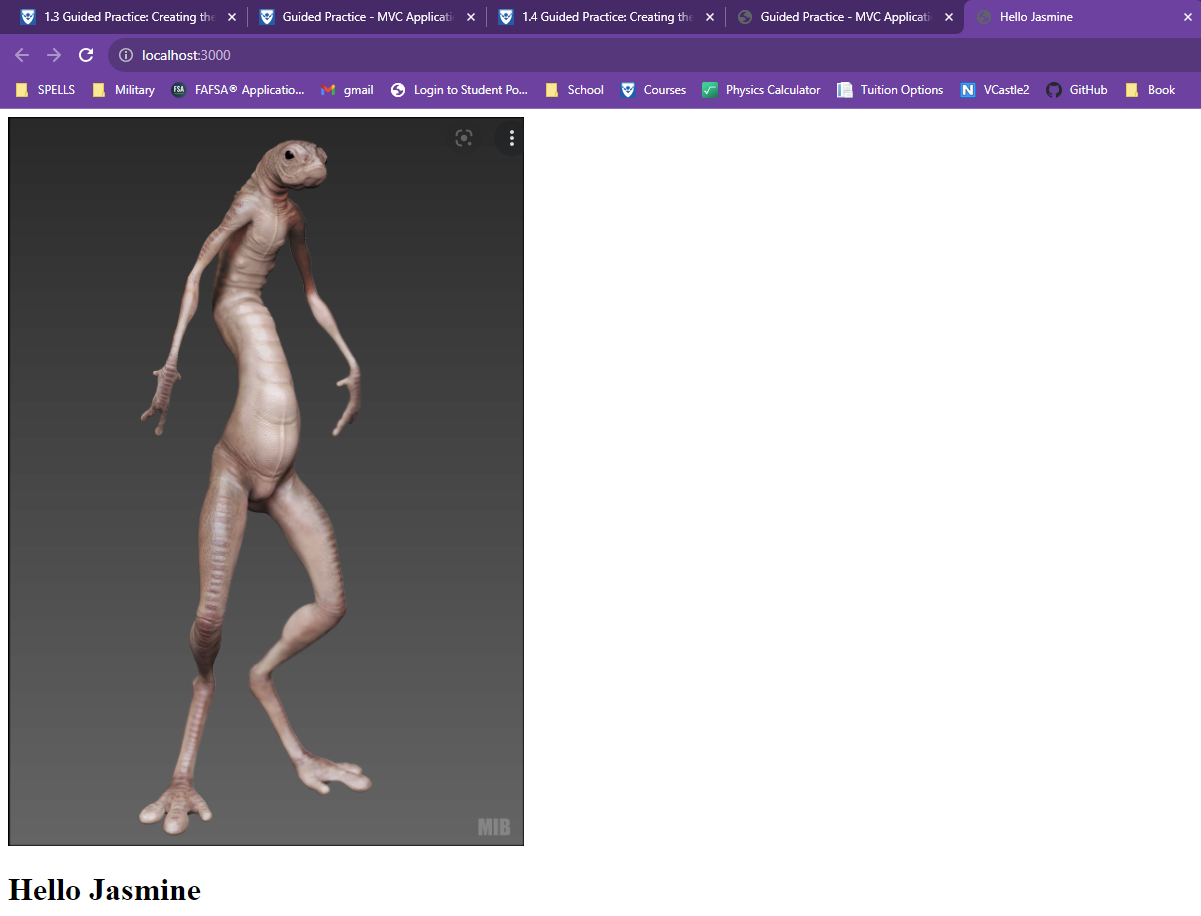 1.3 Guided Practice: Creating the
Guided Practice - MVC Applicati
1.4 Guided Practice: Creating the
Guided Practice - MVC Applicati
Hello Jasmine
localhost:3000
SPELLS
Military
FSA
FAFSA® Applicatio...
gmail
Login to Student Po...
School
Courses
Physics Calculator
Tuition Options
N
VCastle2
GitHub
Book
MIB
Hello Jasmine